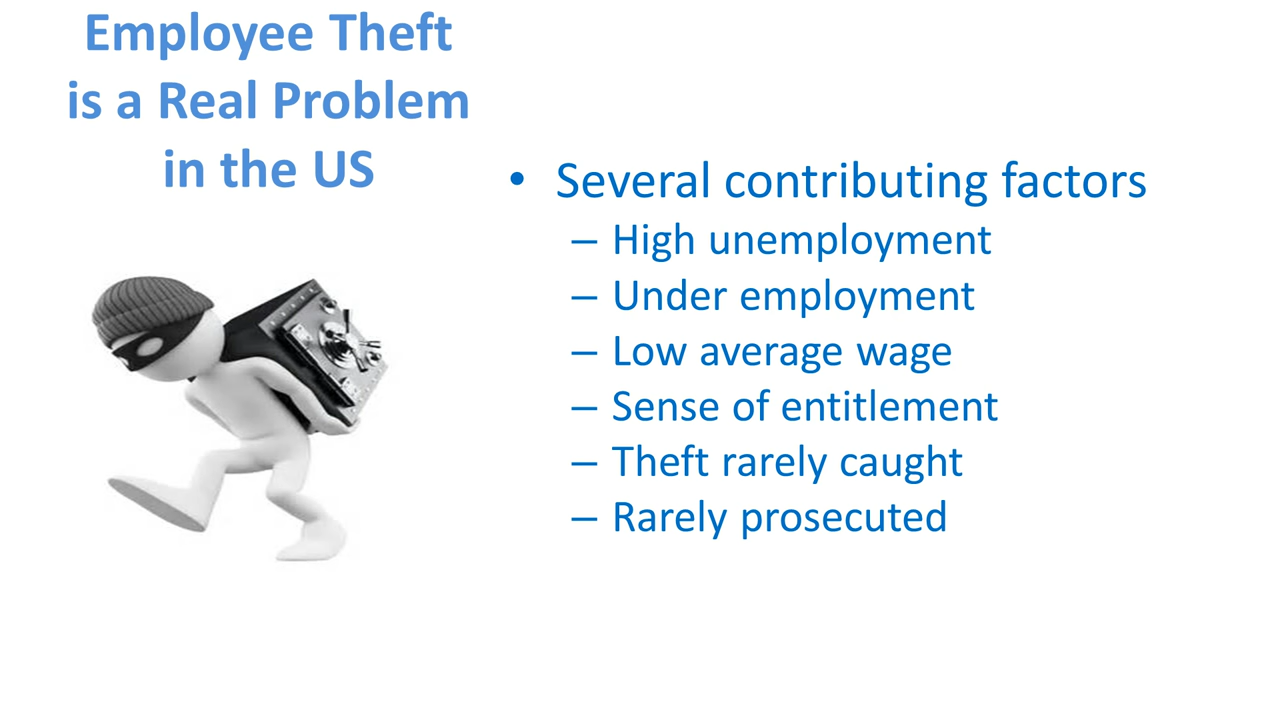 Employee Theft
is a Real Problem
in the US
• Several contributing factors
– High unemployment
– Under employment
– Low average wage
– Sense of entitlement
– Theft rarely caught
– Rarely prosecuted